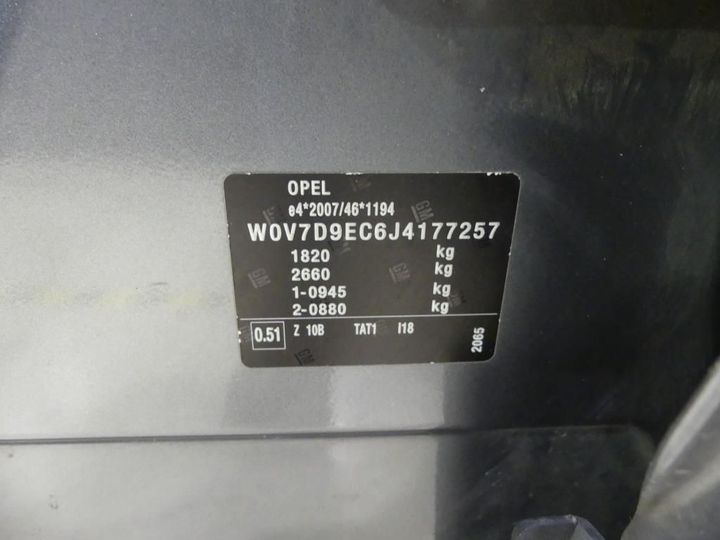 OPEL
e4*2007/46*1194
W0V7D9EC6J4177257
1820 kg
2660 kg
1-0945 kg
2-0880 kg
0.51 Z 10B TAT1 I18 2065